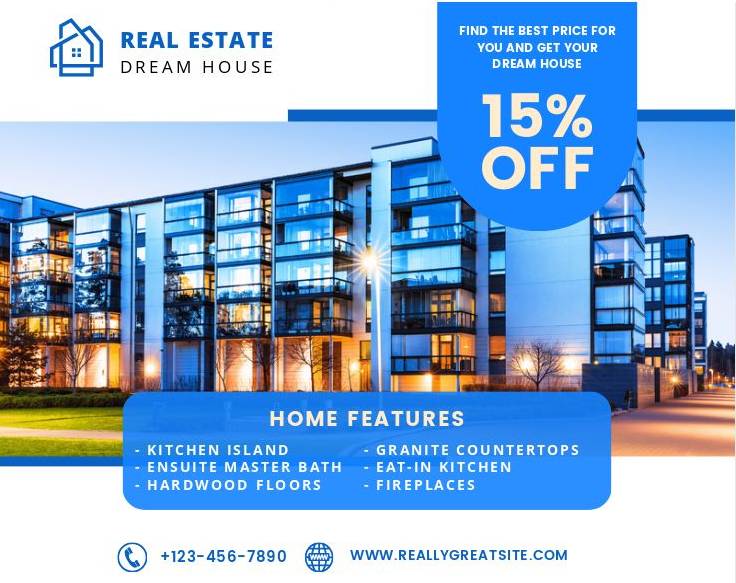 REAL ESTATE
DREAM HOUSE
FIND THE BEST PRICE FOR
YOU AND GET YOUR
DREAM HOUSE
15%
OFF
HOME FEATURES
- KITCHEN ISLAND
- ENSUITE MASTER BATH
- HARDWOOD FLOORS
- GRANITE COUNTERTOPS
- EAT-IN KITCHEN
- FIREPLACES
+123-456-7890
WWW.REALLYGREATSITE.COM